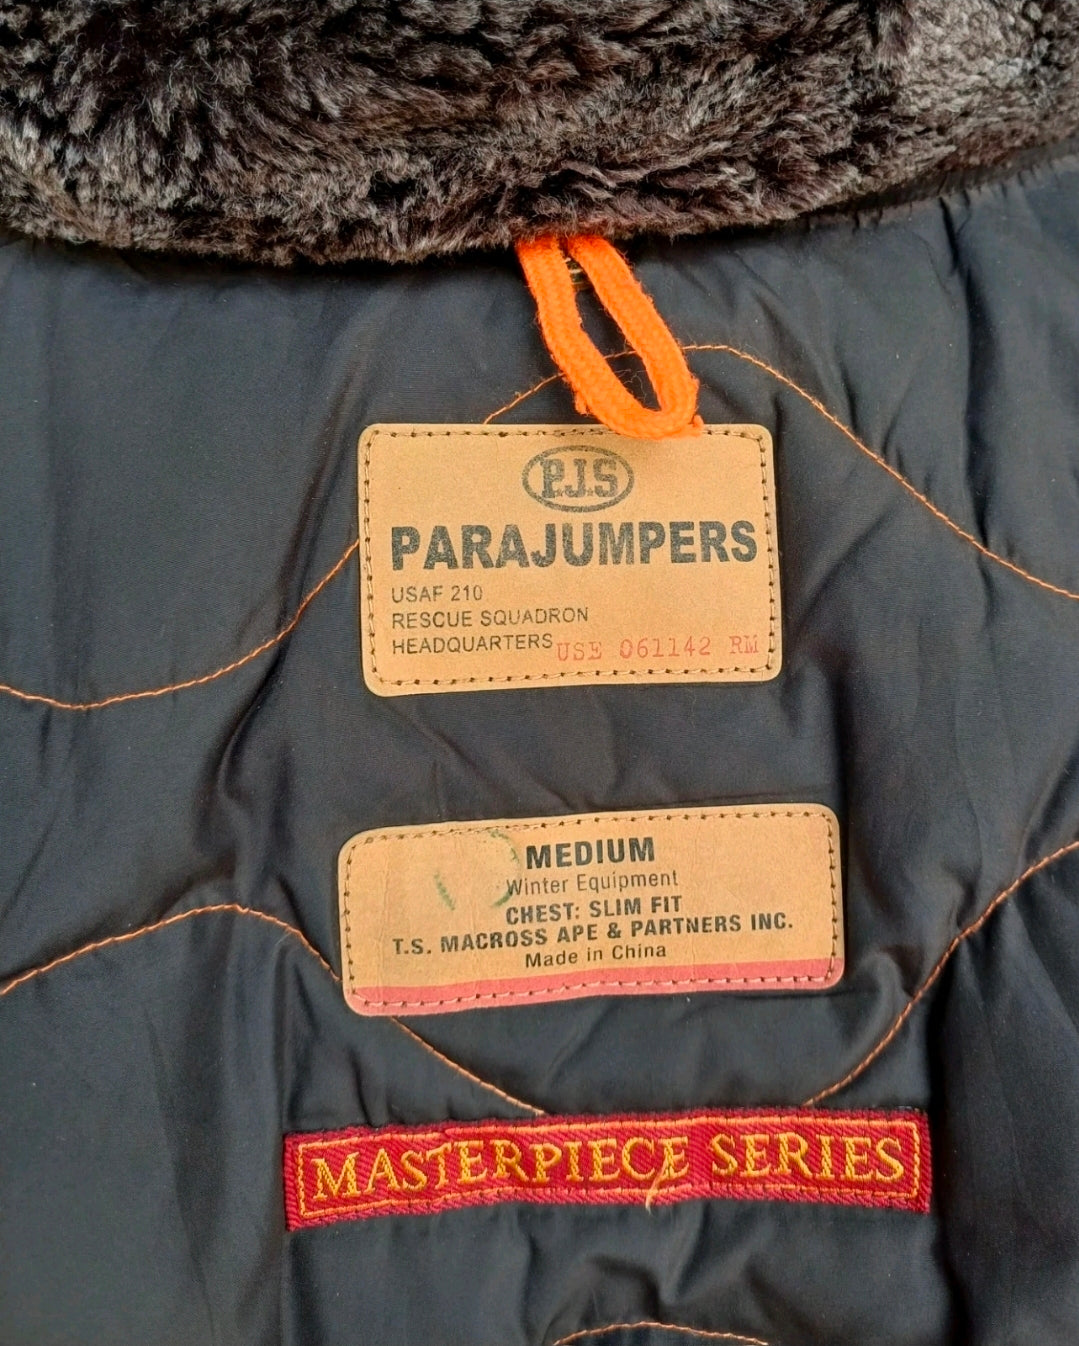 P.J.S
PARAJUMPERS
USAF 210
RESCUE SQUADRON
HEADQUARTERS USE 061142 RM
MEDIUM
Winter Equipment
CHEST: SLIM FIT
T.S. MACROSS APE & PARTNERS INC.
Made in China
MASTERPIECE SERIES